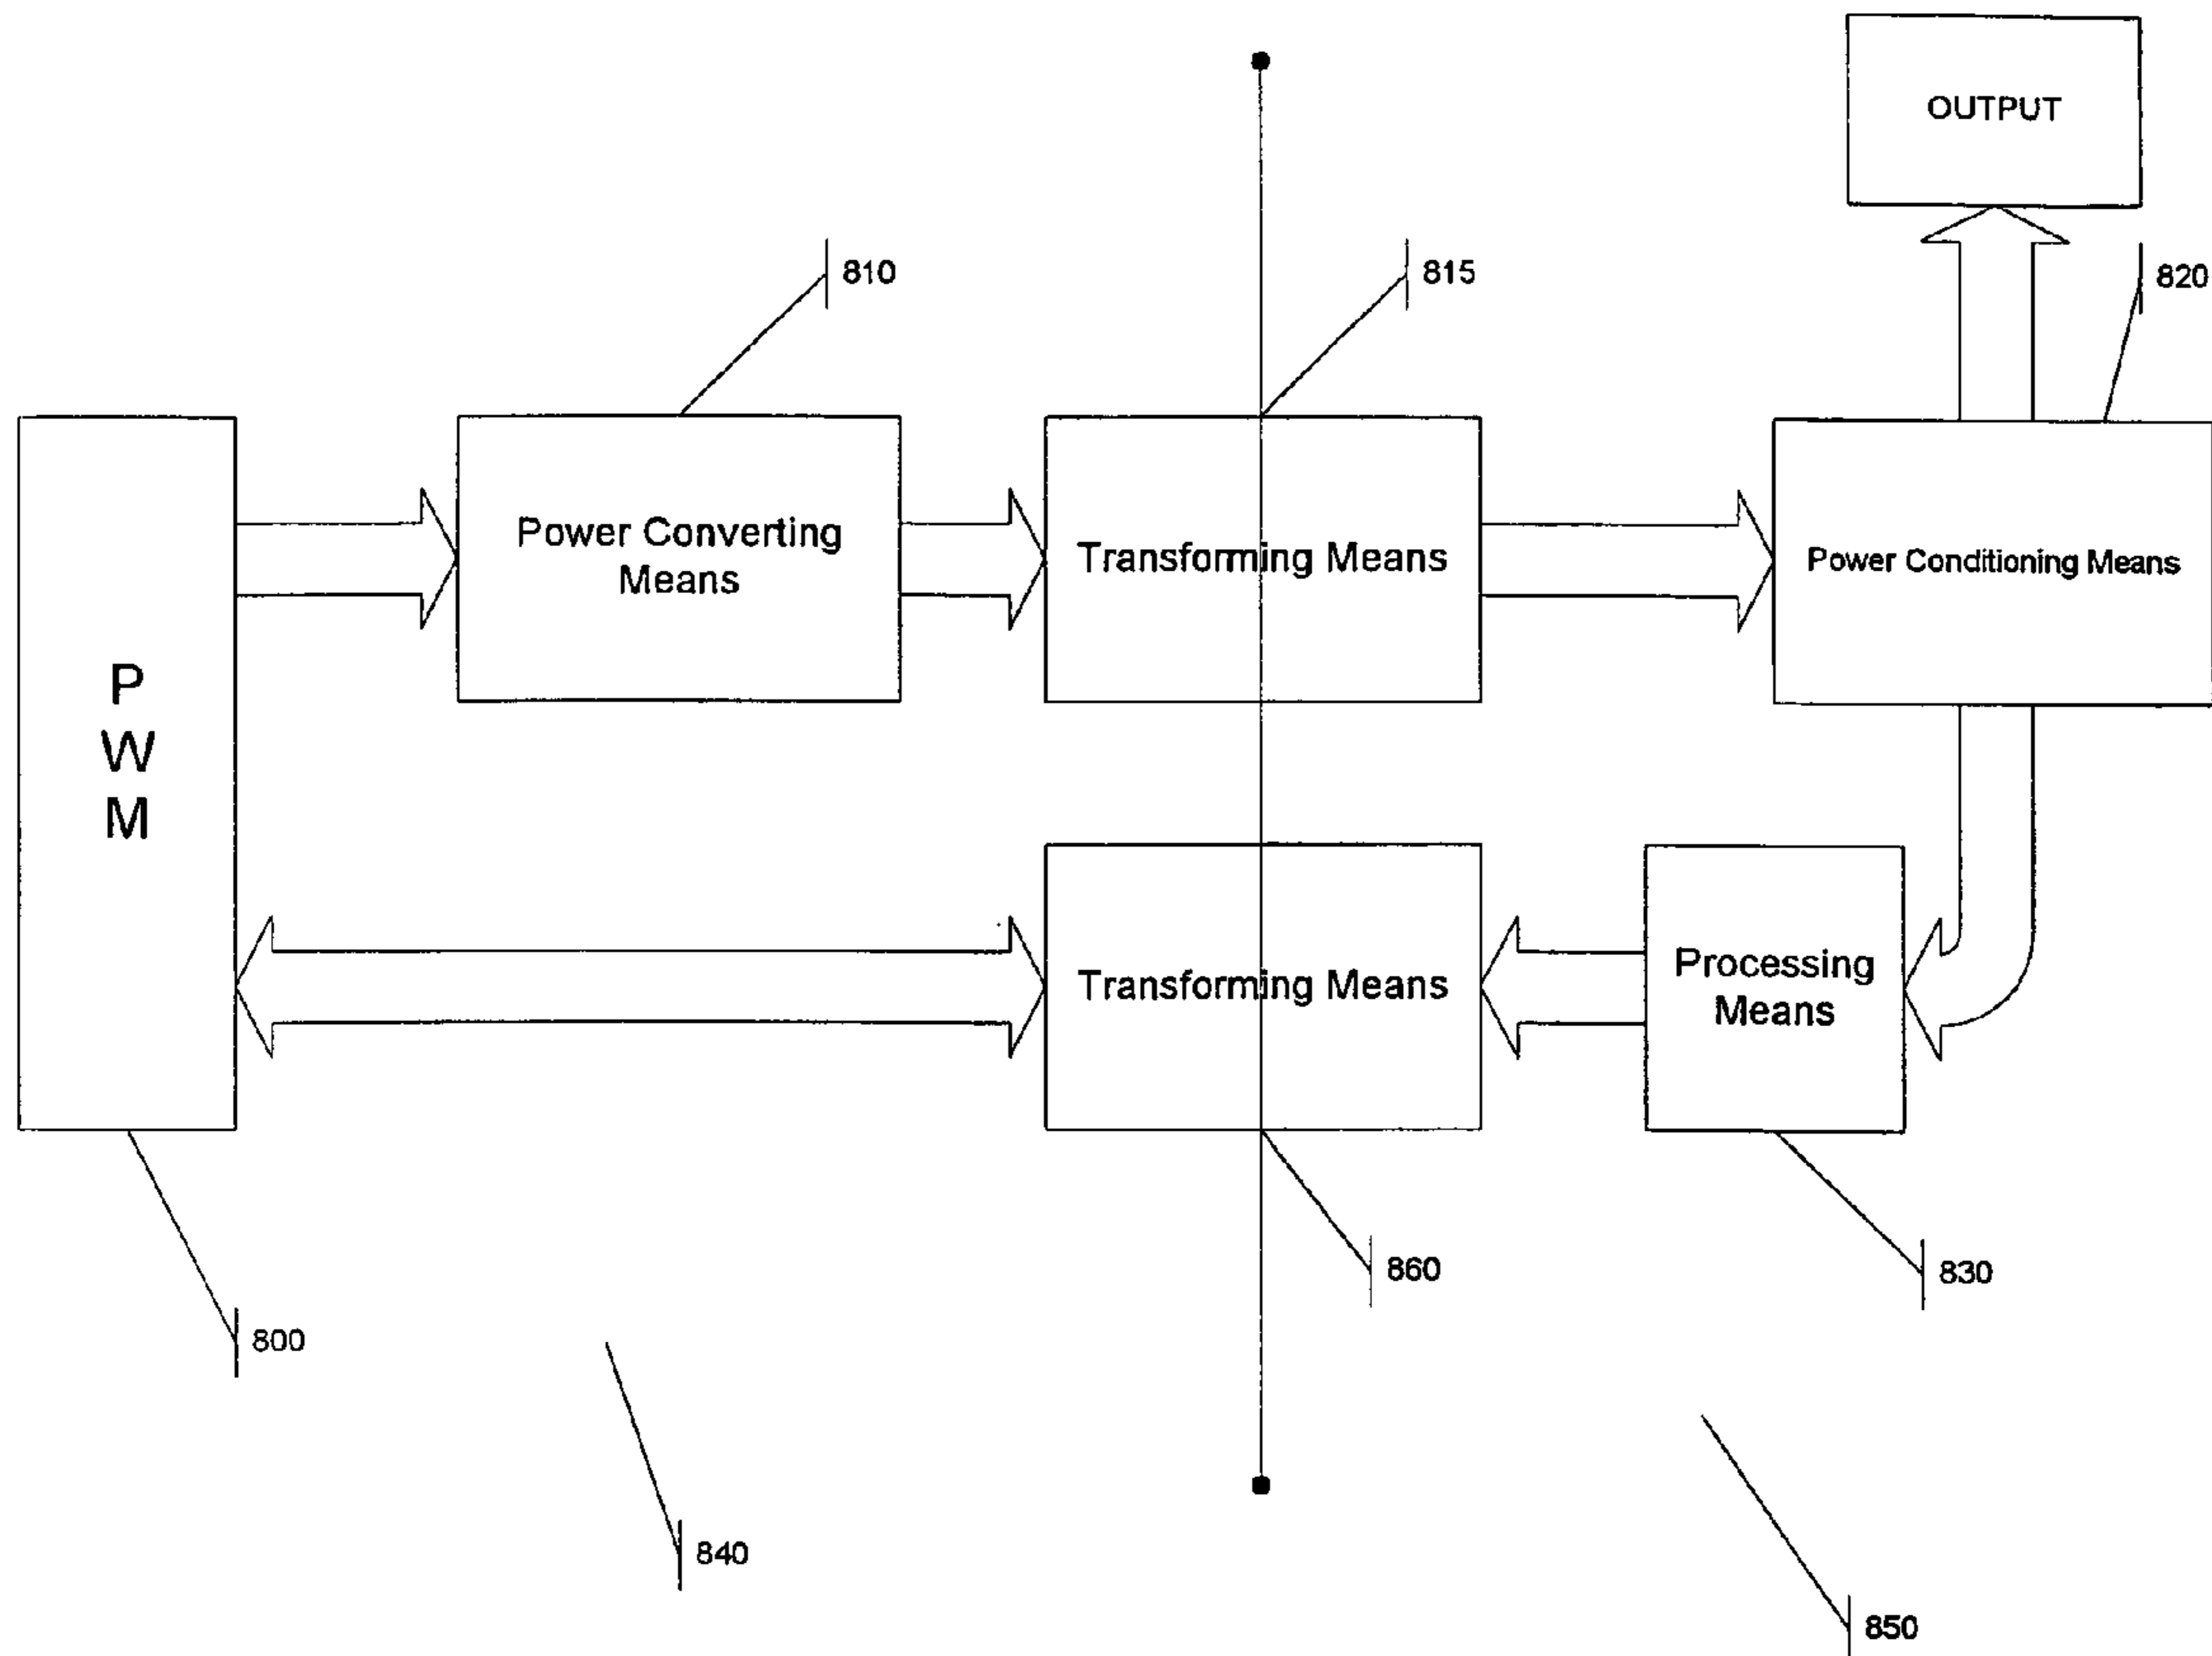 OUTPUT
810
815
820
Power Converting
Means
Transforming Means
Power Conditioning Means
P
W
M
Transforming Means
Processing
Means
860
830
800
840
850